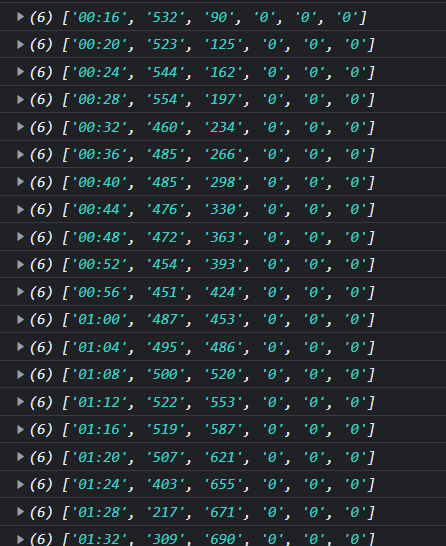 (6) ['00:16', '532', '90', '0', '0', '0']
(6) ['00:20', '523', '125', '0', '0', '0']
(6) ['00:24', '544', '162', '0', '0', '0']
(6) ['00:28', '554', '197', '0', '0', '0']
(6) ['00:32', '460', '234', '0', '0', '0']
(6) ['00:36', '485', '266', '0', '0', '0']
(6) ['00:40', '485', '298', '0', '0', '0']
(6) ['00:44', '476', '330', '0', '0', '0']
(6) ['00:48', '472', '363', '0', '0', '0']
(6) ['00:52', '454', '393', '0', '0', '0']
(6) ['00:56', '451', '424', '0', '0', '0']
(6) ['01:00', '487', '453', '0', '0', '0']
(6) ['01:04', '495', '486', '0', '0', '0']
(6) ['01:08', '500', '520', '0', '0', '0']
(6) ['01:12', '522', '553', '0', '0', '0']
(6) ['01:16', '519', '587', '0', '0', '0']
(6) ['01:20', '507', '621', '0', '0', '0']
(6) ['01:24', '403', '655', '0', '0', '0']
(6) ['01:28', '217', '671', '0', '0', '0']
(6) ['01:32', '309', '690', '0', '0', '0']